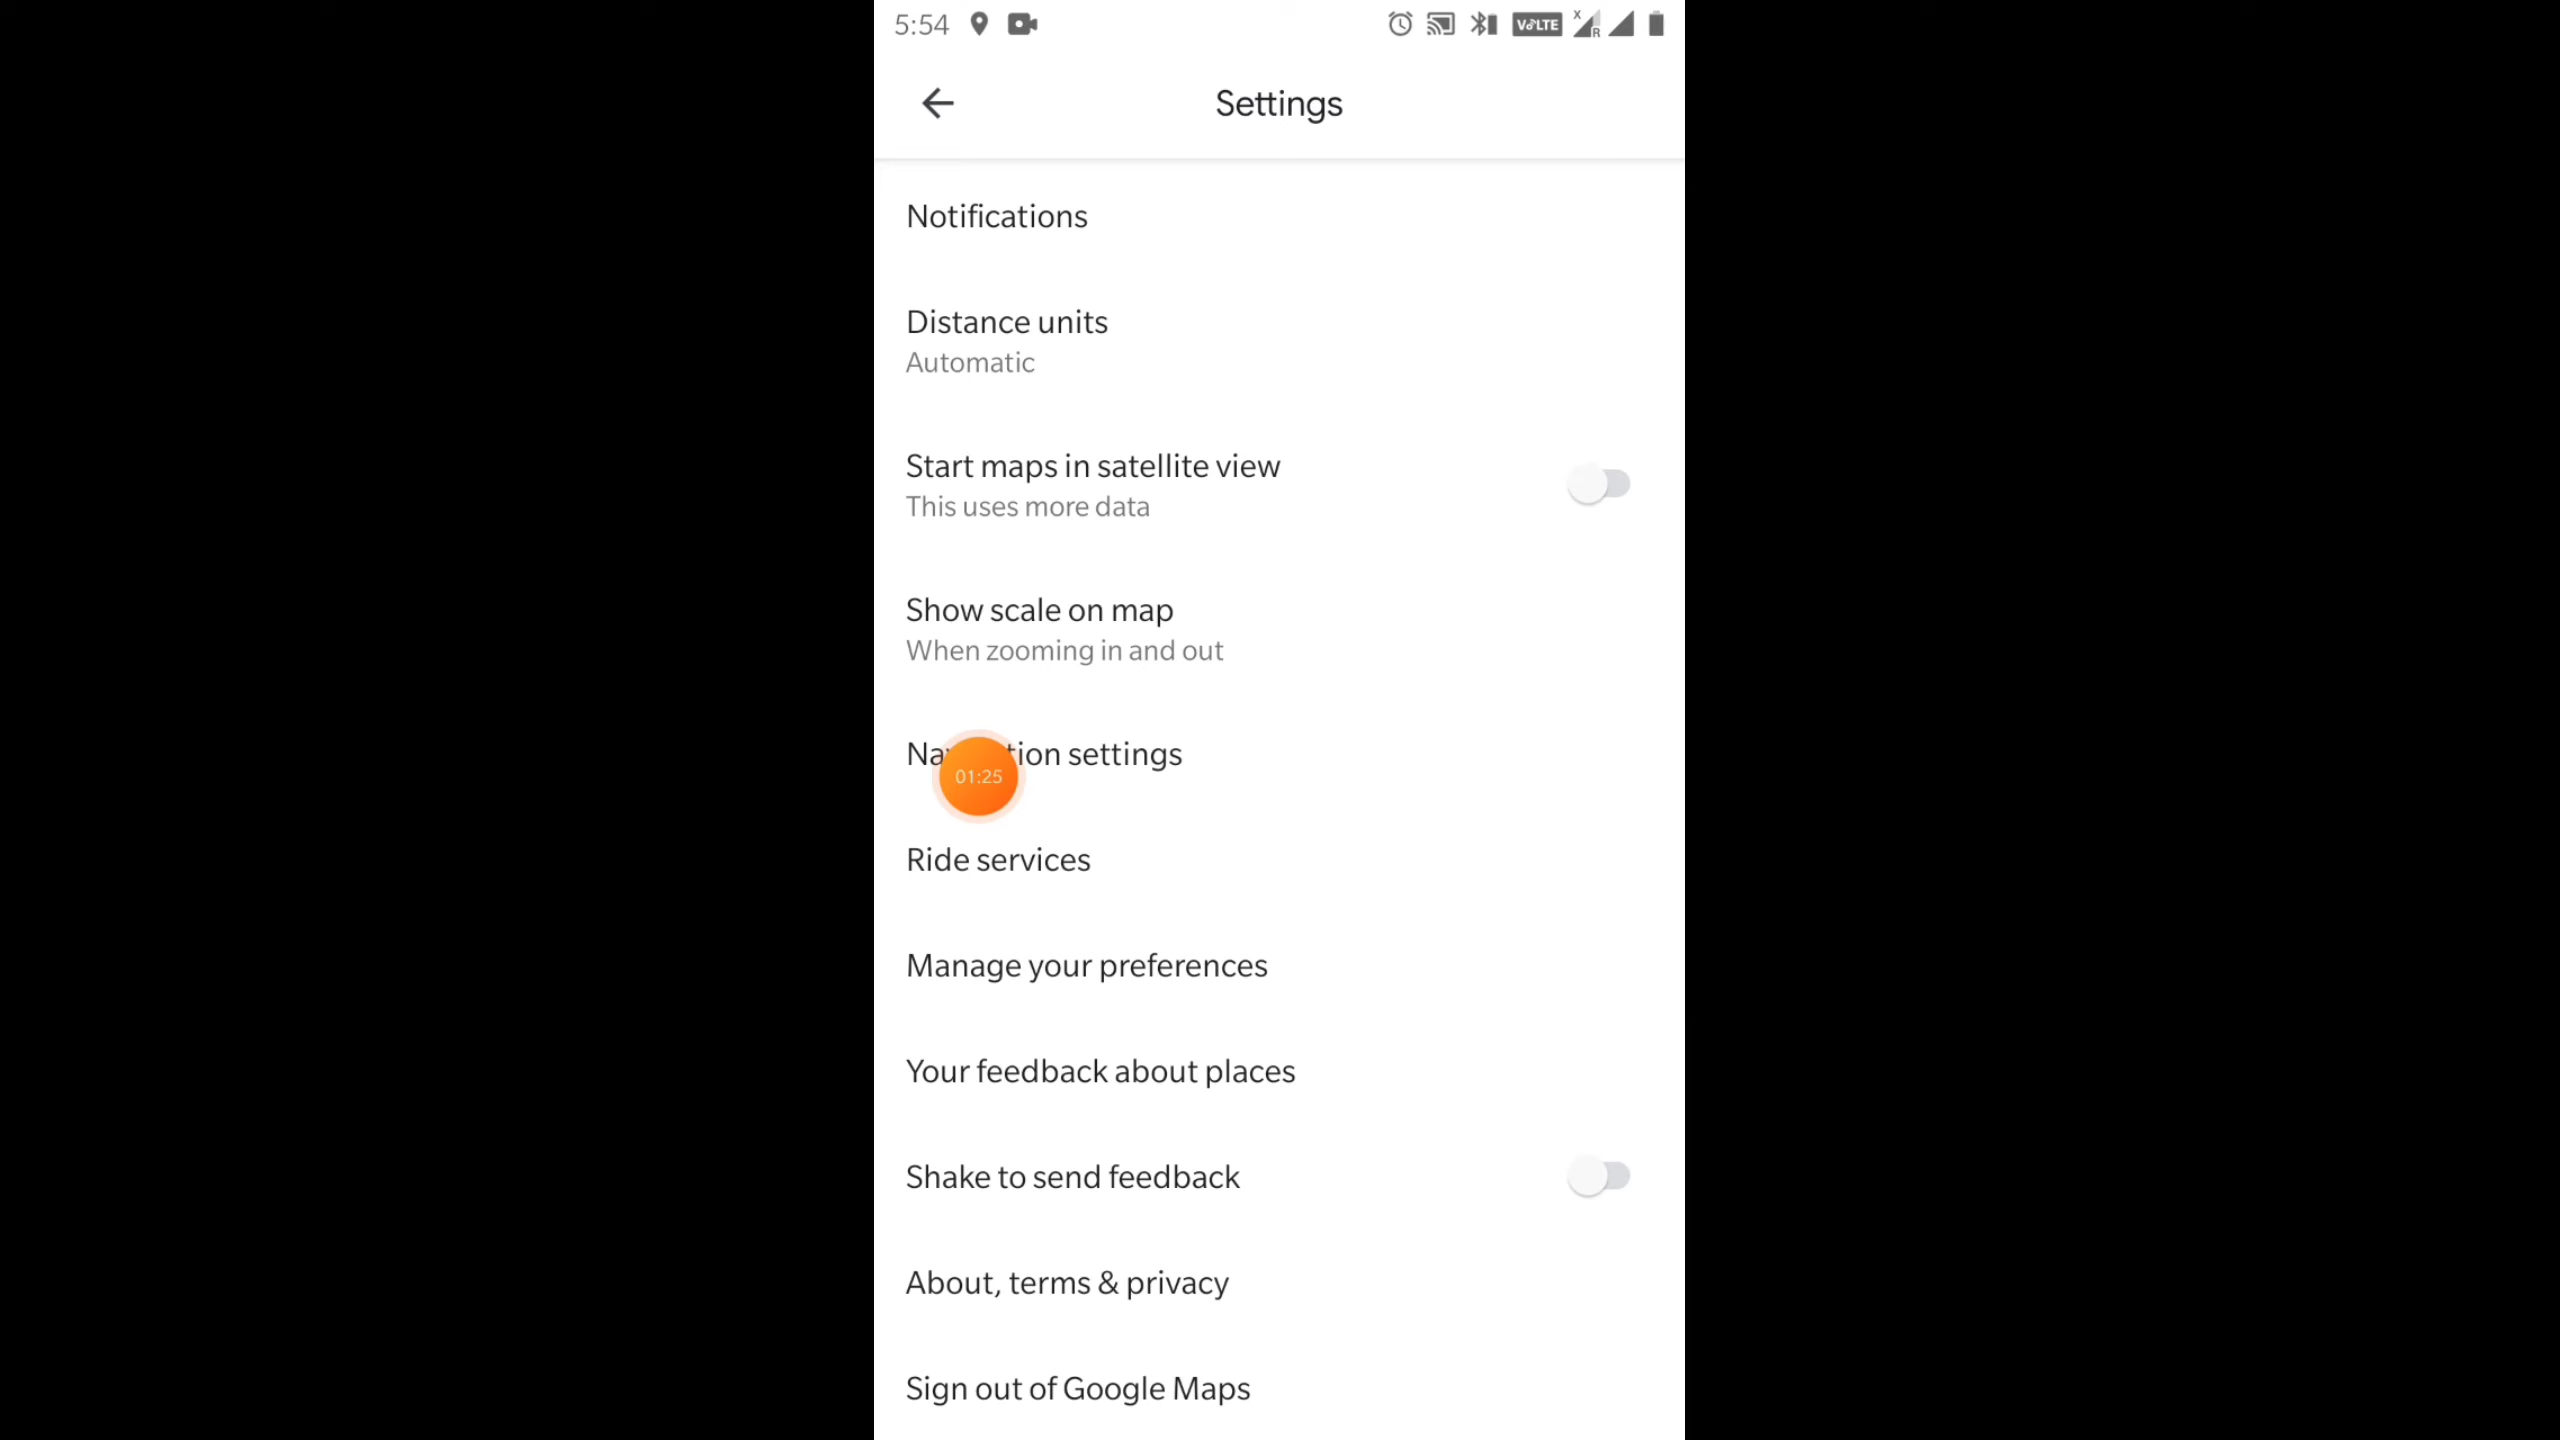 5:54 VoLTE X R
Settings
Notifications
Distance units
Automatic
Start maps in satellite view
This uses more data
Show scale on map
When zooming in and out
settings
01:25
Ride services
Manage your preferences
Your feedback about places
Shake to send feedback
About, terms & privacy
Sign out of Google Maps